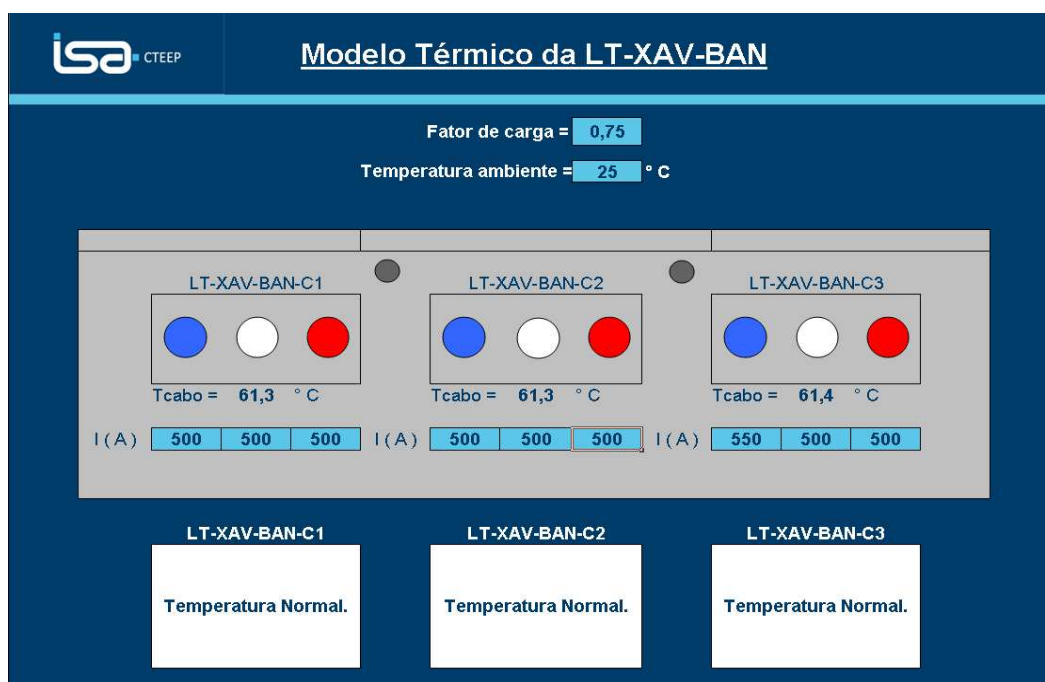 isa CTEEP
Modelo Térmico da LT-XAV-BAN
Fator de carga = 0,75
Temperatura ambiente = 25 ° C
LT-XAV-BAN-C1 LT-XAV-BAN-C2 LT-XAV-BAN-C3
Tcabo = 61,3 ° C Tcabo = 61,3 ° C Tcabo = 61,4 ° C
I ( A ) 500 500 500 I ( A ) 500 500 500 I ( A ) 550 500 500
LT-XAV-BAN-C1 LT-XAV-BAN-C2 LT-XAV-BAN-C3
Temperatura Normal. Temperatura Normal. Temperatura Normal.